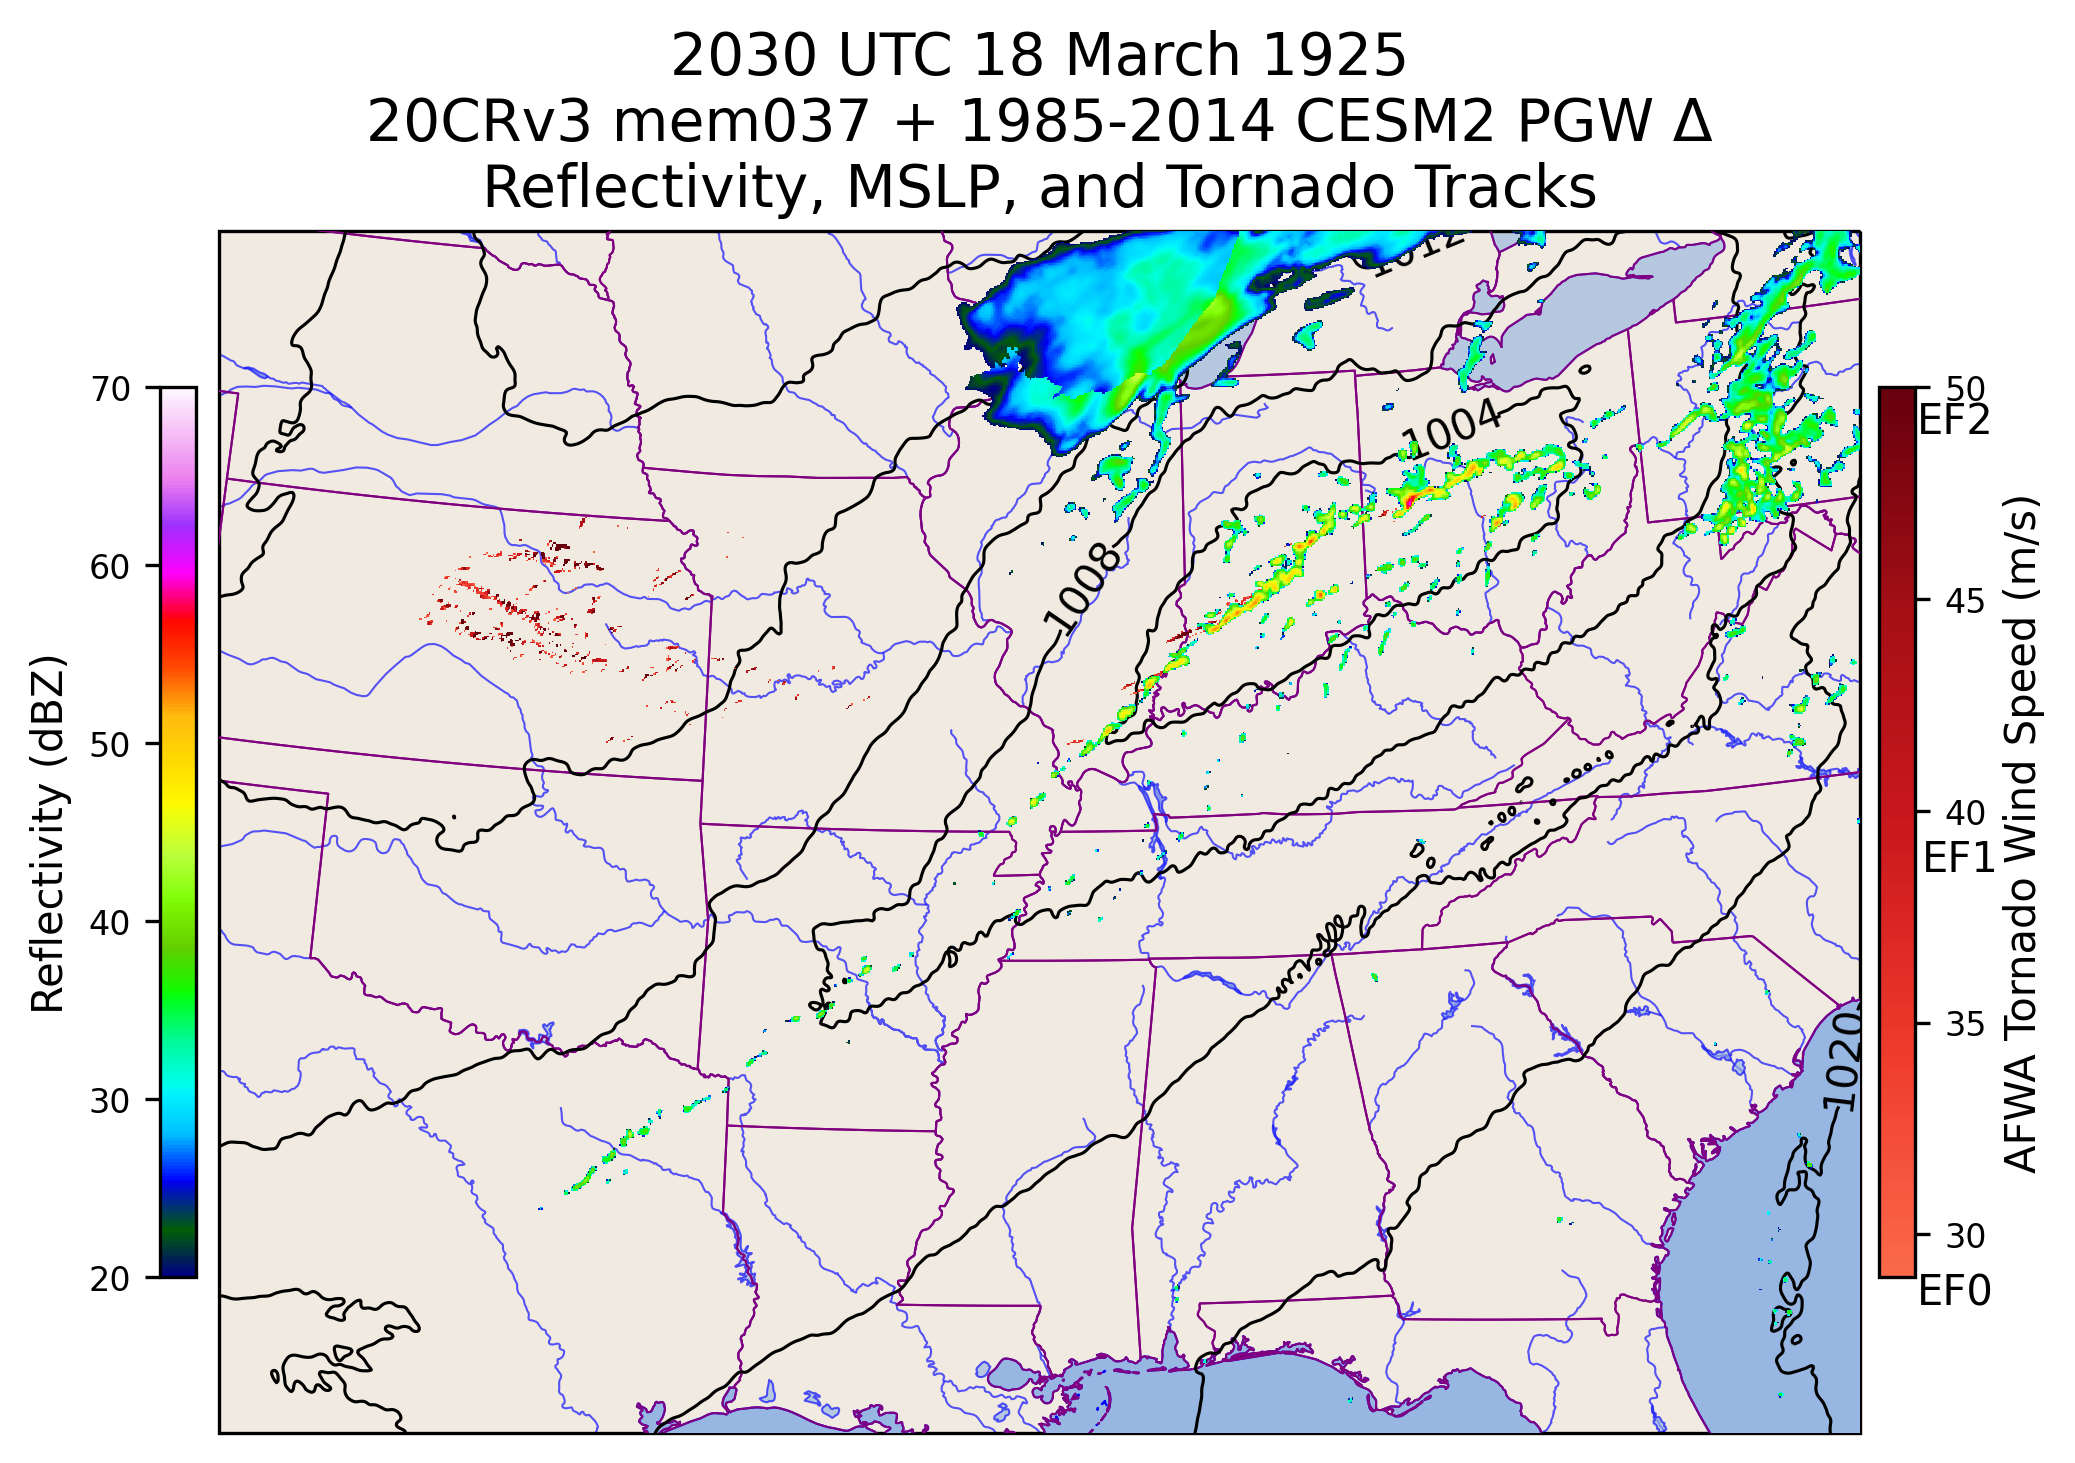 2030 UTC 18 March 1925
20CRv3 mem037 + 1985-2014 CESM2 PGW Δ
Reflectivity, MSLP, and Tornado Tracks
1012
1004
1008
1020
70
60
50
40
30
20
Reflectivity (dBZ)
50
EF2
45
40
EF1
35
30
EF0
AFWA Tornado Wind Speed (m/s)